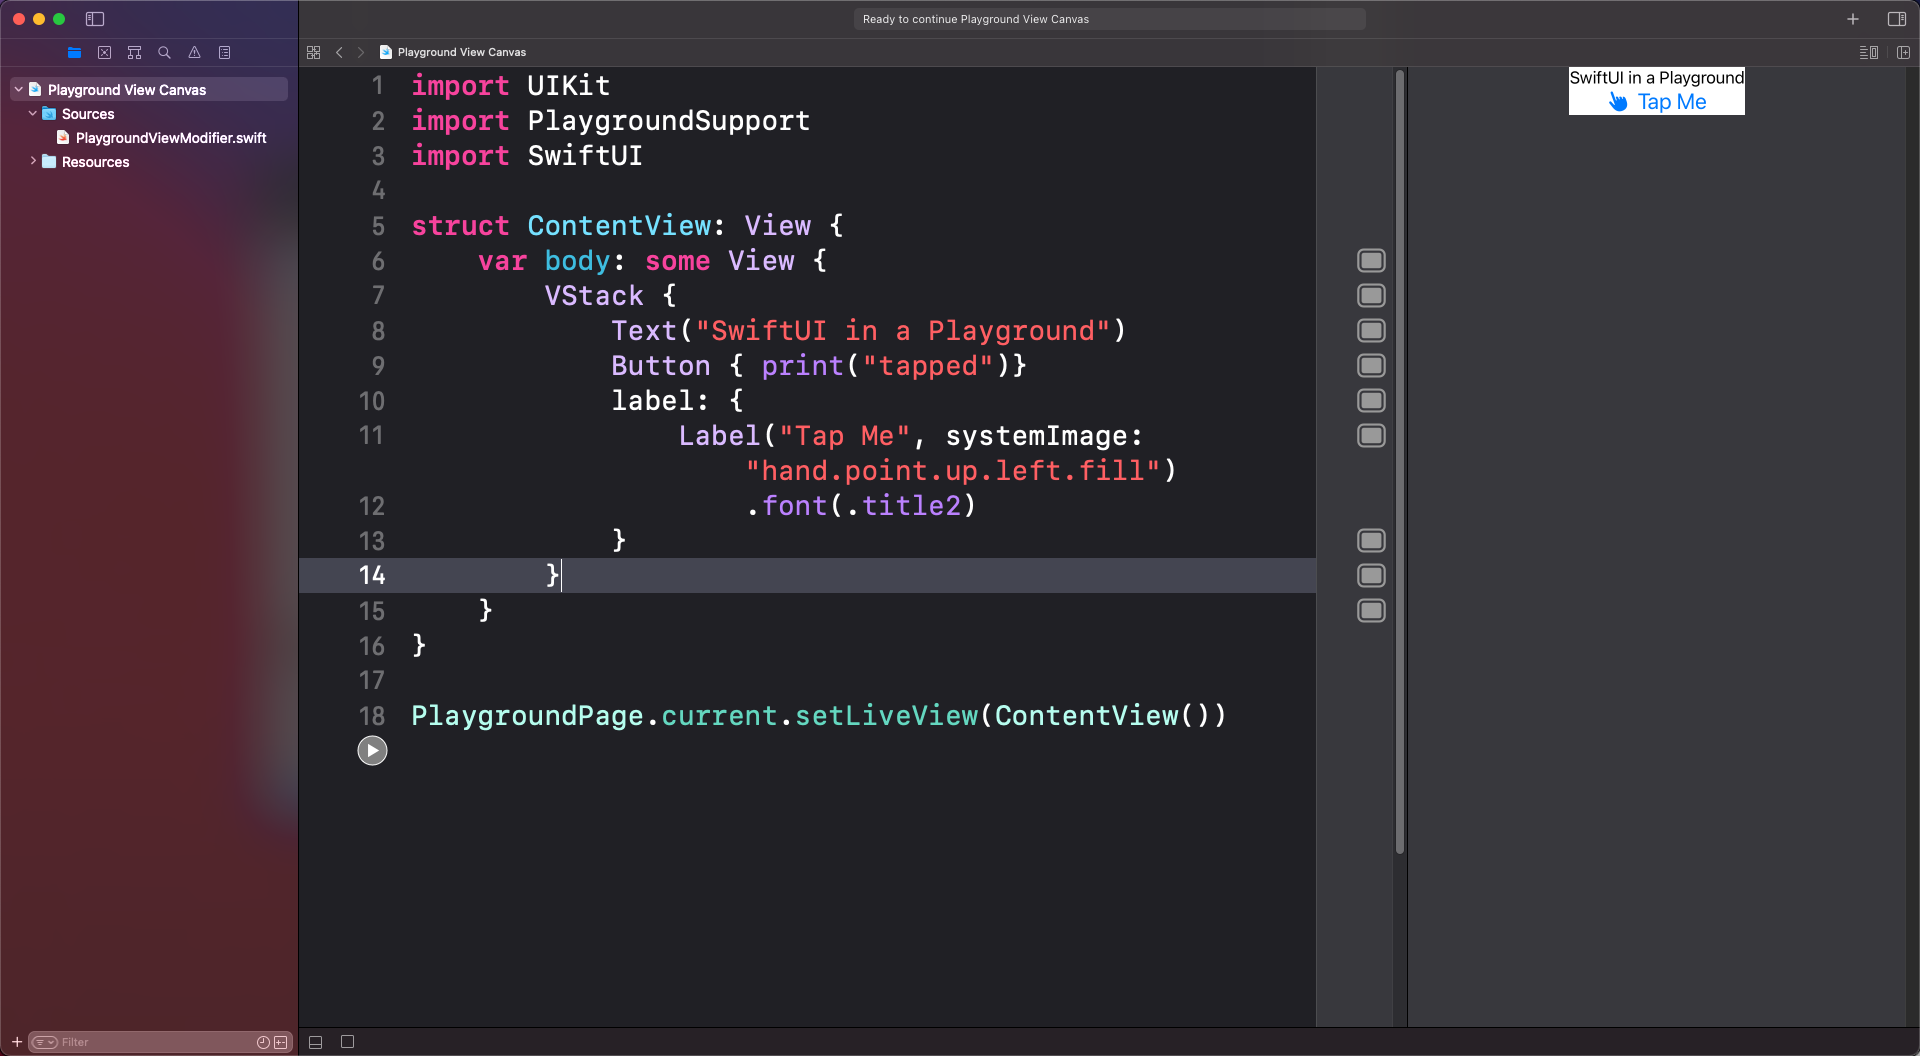 Ready to continue Playground View Canvas
Playground View Canvas
Playground View Canvas
Sources
PlaygroundViewModifier.swift
Resources
1 import UIKit
2 import PlaygroundSupport
3 import SwiftUI
4
5 struct ContentView: View {
6 var body: some View {
7 VStack {
8 Text("SwiftUI in a Playground")
9 Button { print("tapped")}
10 label: {
11 Label("Tap Me", systemImage:
"hand.point.up.left.fill")
12 .font(.title2)
13 }
14 }
15 }
16 }
17
18 PlaygroundPage.current.setLiveView(ContentView())
SwiftUI in a Playground
Tap Me
Filter